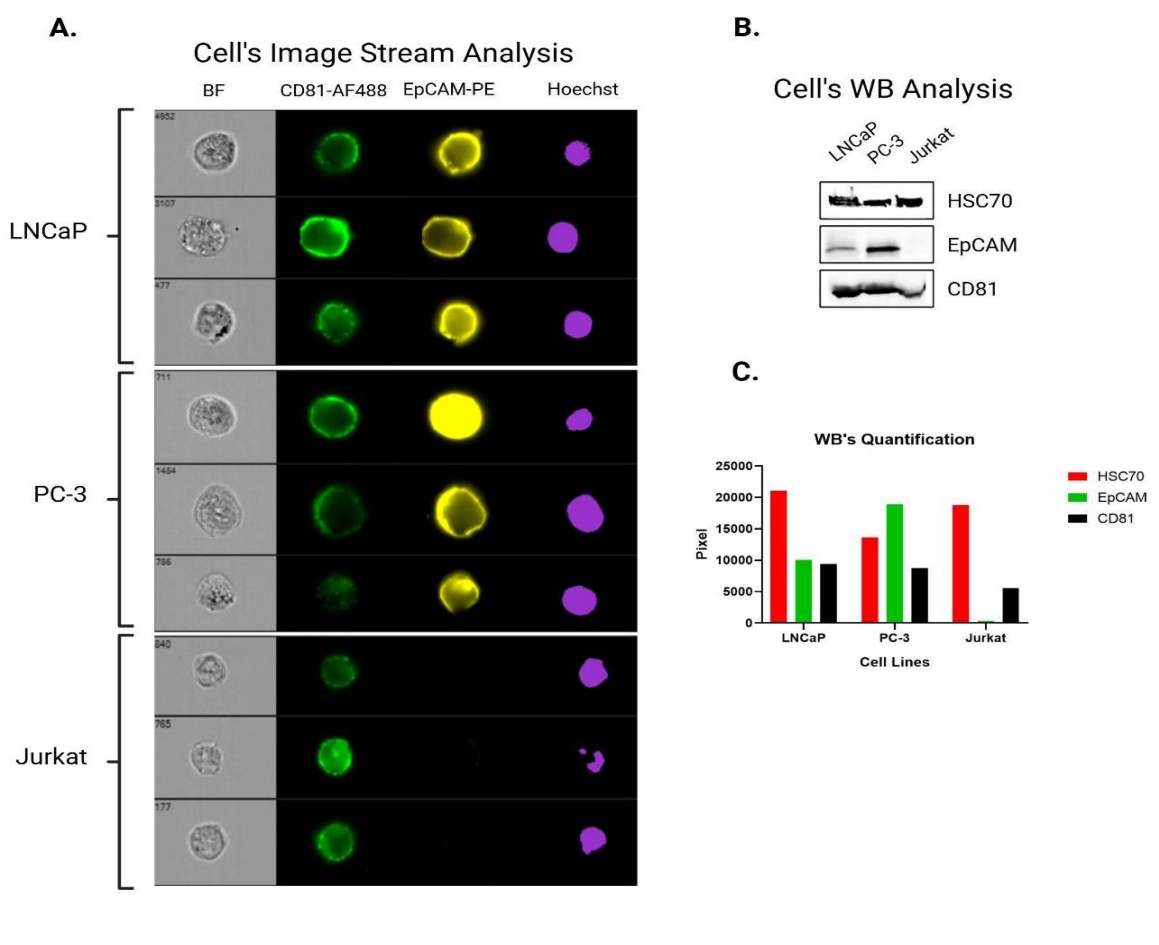 A.
Cell's Image Stream Analysis
BF CD81-AF488 EpCAM-PE Hoechst
LNCaP
4952
3107
477
PC-3
711
1484
786
Jurkat
640
765
177
B.
Cell's WB Analysis
LNCaP PC-3 Jurkat
HSC70
EpCAM
CD81
C.
WB's Quantification
25000
20000
15000
10000
5000
0
Pixel
LNCaP PC-3 Jurkat
Cell Lines
HSC70
EpCAM
CD81